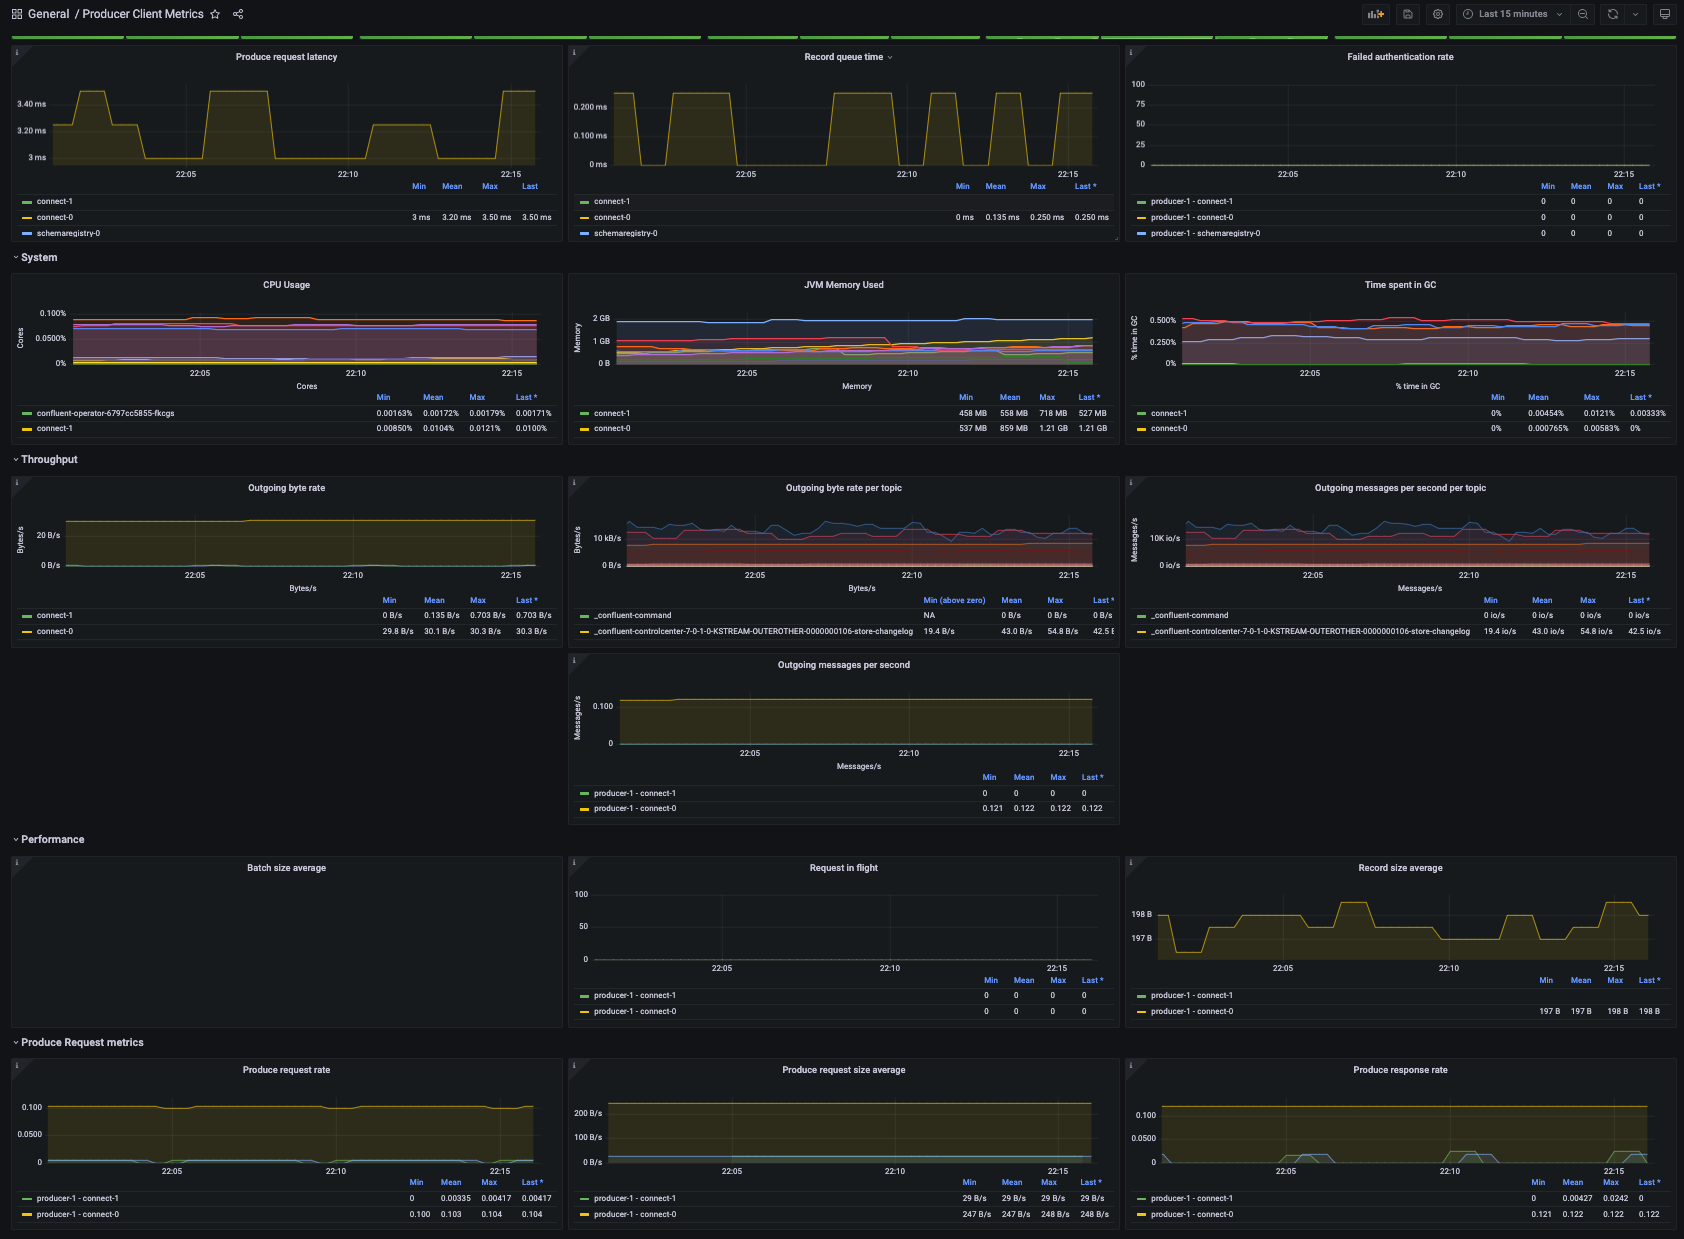 General / Producer Client Metrics
Last 15 minutes
Produce request latency
3.40 ms
3.20 ms
3 ms
22:05 22:10 22:15
Min Mean Max Last
connect-1
connect-0 3 ms 3.20 ms 3.50 ms 3.50 ms
schemaregistry-0
Record queue time
0.200 ms
0.100 ms
0 ms
22:05 22:10 22:15
Min Mean Max Last *
connect-1
connect-0 0 ms 0.135 ms 0.250 ms 0.250 ms
schemaregistry-0
Failed authentication rate
100
75
50
25
0
22:05 22:10 22:15
Min Mean Max Last *
producer-1 - connect-1 0 0 0 0
producer-1 - connect-0 0 0 0 0
producer-1 - schemaregistry-0 0 0 0 0
System
CPU Usage
Cores
0.100%
0.0500%
0%
22:05 22:10 22:15
Cores
Min Mean Max Last *
confluent-operator-6797cc5855-fkcgs 0.00163% 0.00172% 0.00179% 0.00171%
connect-1 0.00850% 0.0104% 0.0121% 0.0100%
JVM Memory Used
Memory
2 GB
1 GB
0 B
22:05 22:10 22:15
Memory
Min Mean Max Last *
connect-1 458 MB 558 MB 718 MB 527 MB
connect-0 537 MB 859 MB 1.21 GB 1.21 GB
Time spent in GC
% time in GC
0.500%
0.250%
0%
22:05 22:10 22:15
% time in GC
Min Mean Max Last *
connect-1 0% 0.00454% 0.0121% 0.00333%
connect-0 0% 0.000765% 0.00583% 0%
Throughput
Outgoing byte rate
Bytes/s
20 B/s
0 B/s
22:05 22:10 22:15
Bytes/s
Min Mean Max Last *
connect-1 0 B/s 0.135 B/s 0.703 B/s 0.703 B/s
connect-0 29.8 B/s 30.1 B/s 30.3 B/s 30.3 B/s
Outgoing byte rate per topic
Bytes/s
10 kB/s
0 B/s
22:05 22:10 22:15
Bytes/s
Min (above zero) Mean Max Last *
_confluent-command NA 0 B/s 0 B/s 0 B/s
_confluent-controlcenter-7-0-1-0-KSTREAM-OUTEROTHER-0000000106-store-changelog 19.4 B/s 43.0 B/s 54.8 B/s 42.5 E
Outgoing messages per second per topic
Messages/s
10K io/s
0 io/s
22:05 22:10 22:15
Messages/s
Min Mean Max Last *
_confluent-command 0 io/s 0 io/s 0 io/s 0 io/s
_confluent-controlcenter-7-0-1-0-KSTREAM-OUTEROTHER-0000000106-store-changelog 19.4 io/s 43.0 io/s 54.8 io/s 42.5 io/s
Outgoing messages per second
Messages/s
0.100
0
22:05 22:10 22:15
Messages/s
Min Mean Max Last *
producer-1 - connect-1 0 0 0 0
producer-1 - connect-0 0.121 0.122 0.122 0.122
Performance
Batch size average
Request in flight
100
50
0
22:05 22:10 22:15
Min Mean Max Last *
producer-1 - connect-1 0 0 0 0
producer-1 - connect-0 0 0 0 0
Record size average
198 B
197 B
22:05 22:10 22:15
Min Mean Max Last *
producer-1 - connect-1
producer-1 - connect-0 197 B 197 B 198 B 198 B
Produce Request metrics
Produce request rate
0.100
0.0500
0
22:05 22:10 22:15
Min Mean Max Last *
producer-1 - connect-1 0 0.00335 0.00417 0.00417
producer-1 - connect-0 0.100 0.103 0.104 0.104
Produce request size average
200 B/s
100 B/s
0 B/s
22:05 22:10 22:15
Min Mean Max Last *
producer-1 - connect-1 29 B/s 29 B/s 29 B/s 29 B/s
producer-1 - connect-0 247 B/s 247 B/s 248 B/s 248 B/s
Produce response rate
0.100
0.0500
0
22:05 22:10 22:15
Min Mean Max Last *
producer-1 - connect-1 0 0.00427 0.0242 0
producer-1 - connect-0 0.121 0.122 0.122 0.122